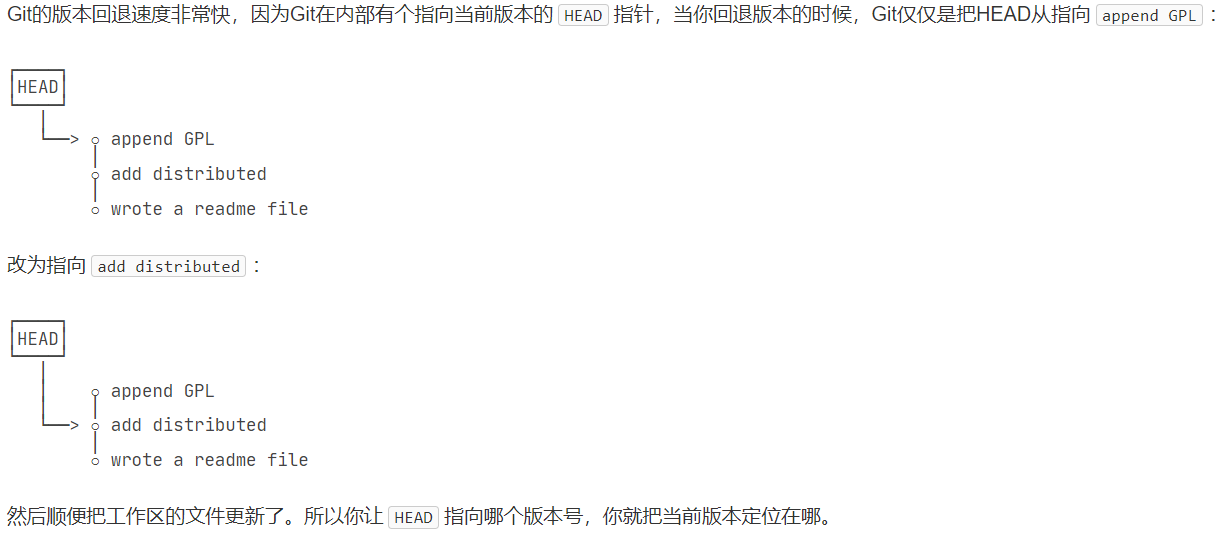 Git的版本回退速度非常快，因为Git在内部有个指向当前版本的 HEAD 指针，当你回退版本的时候，Git仅仅是把HEAD从指向 append GPL ：
HEAD
append GPL
add distributed
wrote a readme file
改为指向 add distributed ：
HEAD
append GPL
add distributed
wrote a readme file
然后顺便把工作区的文件更新了。所以你让 HEAD 指向哪个版本号，你就把当前版本定位在哪。